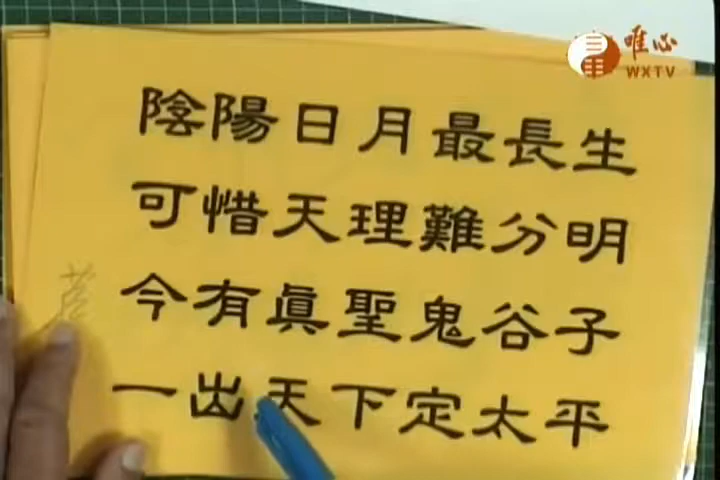 唯心
WXTV
陰陽日月最長生
可惜天理難分明
今有眞聖鬼谷子
一出天下定太平